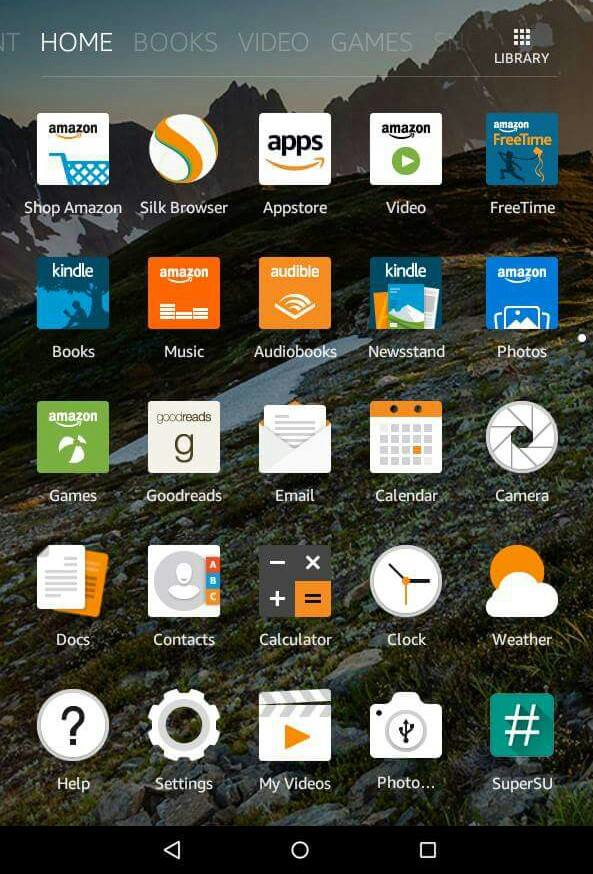 NT HOME BOOKS VIDEO GAMES
LIBRARY
amazon
apps
amazon
amazon
FreeTime
Shop Amazon Silk Browser Appstore Video FreeTime
kindle amazon audible kindle amazon
Books Music Audiobooks Newsstand Photos
amazon goodreads
g
Games Goodreads Email Calendar Camera
A
B
C
− ×
+ =
Docs Contacts Calculator Clock Weather
? #
Help Settings My Videos Photo... SuperSU